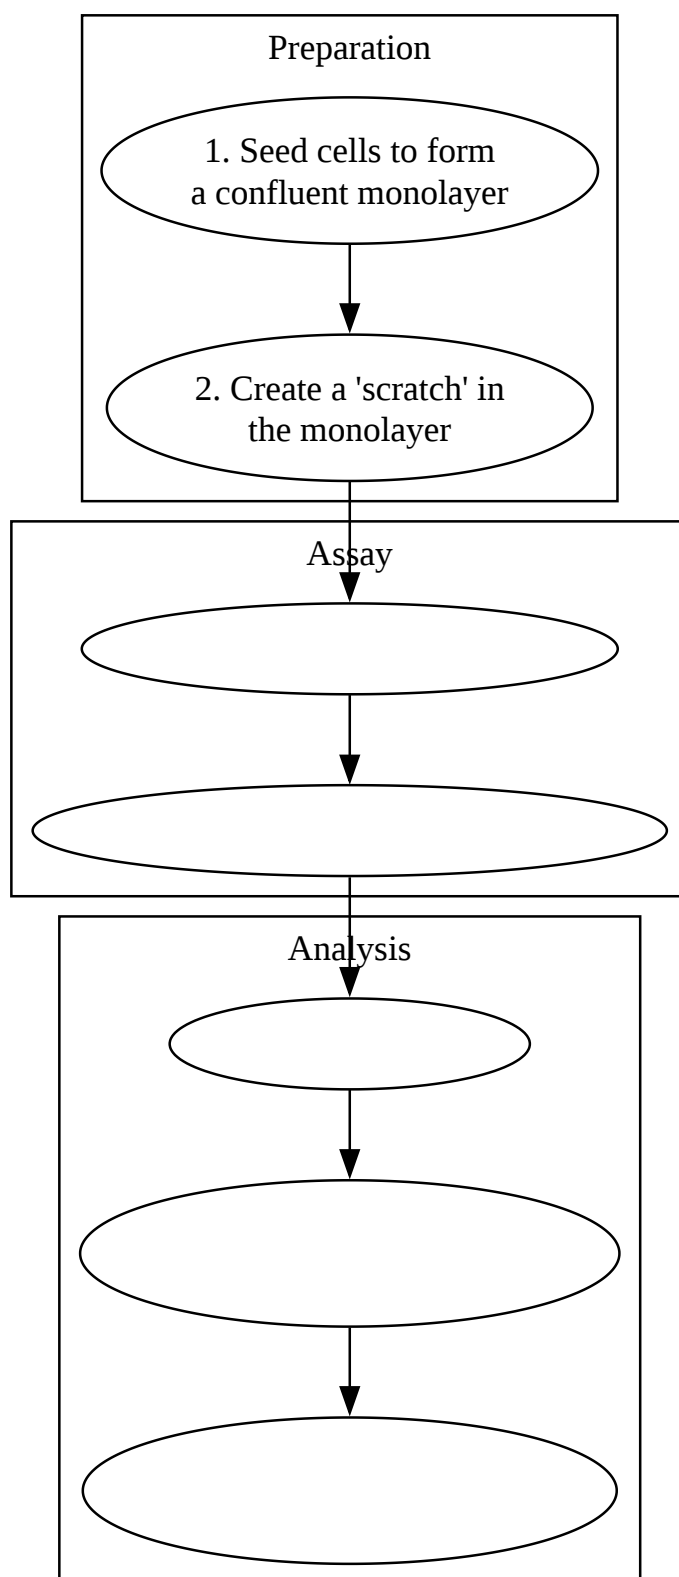 Preparation
1. Seed cells to form
a confluent monolayer
2. Create a 'scratch' in
the monolayer
Assay
Analysis